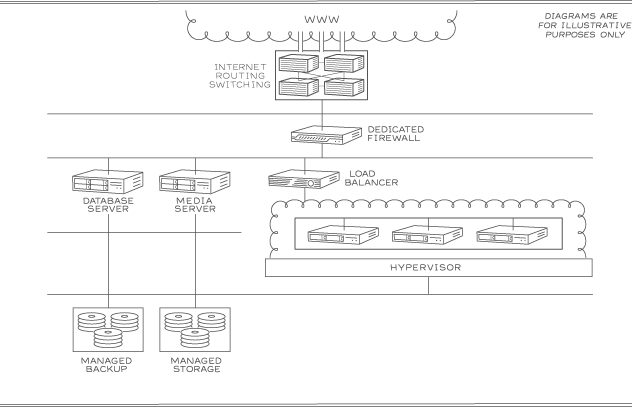 WWW
DIAGRAMS ARE
FOR ILLUSTRATIVE
PURPOSES ONLY
INTERNET
ROUTING
SWITCHING
DEDICATED
FIREWALL
LOAD
BALANCER
DATABASE
SERVER
MEDIA
SERVER
HYPERVISOR
MANAGED
BACKUP
MANAGED
STORAGE